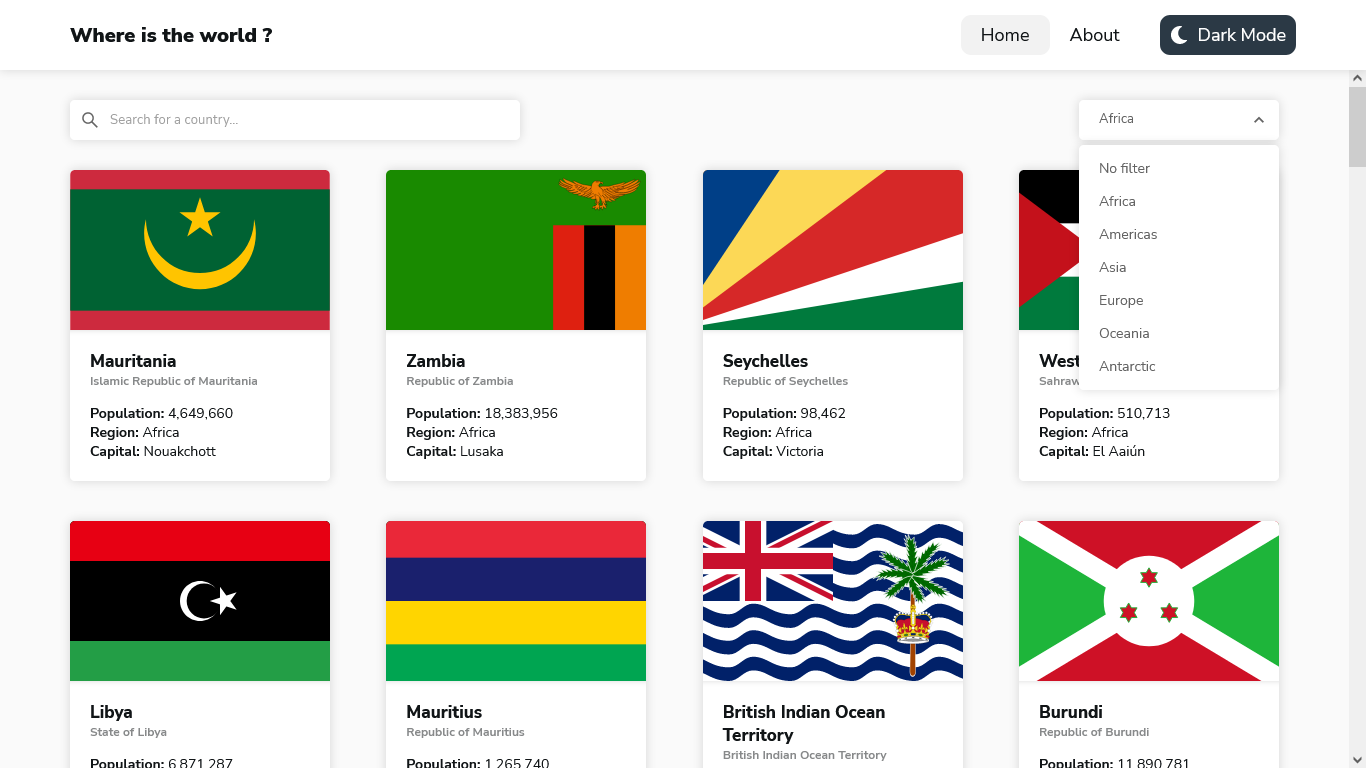 Where is the world ?
Home
About
Dark Mode
Search for a country...
Africa
No filter
Africa
Americas
Asia
Europe
Oceania
Antarctic
Mauritania
Islamic Republic of Mauritania
Population: 4,649,660
Region: Africa
Capital: Nouakchott
Zambia
Republic of Zambia
Population: 18,383,956
Region: Africa
Capital: Lusaka
Seychelles
Republic of Seychelles
Population: 98,462
Region: Africa
Capital: Victoria
West
Sahraw
Population: 510,713
Region: Africa
Capital: El Aaiún
Libya
State of Libya
Population: 6,871,287
Mauritius
Republic of Mauritius
Population: 1,265,740
British Indian Ocean
Territory
British Indian Ocean Territory
Burundi
Republic of Burundi
Population: 11,890,781